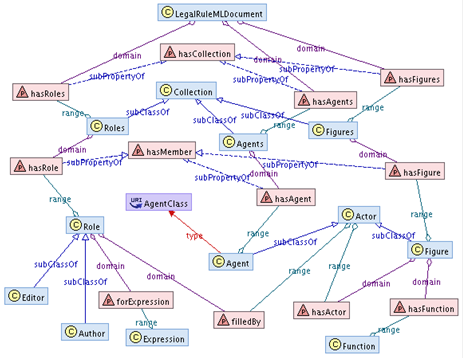 LegalRuleMLDocument
domain
hasCollection
domain
domain
subPropertyOf
subPropertyOf
subPropertyOf
hasFigures
hasRoles
Collection
hasAgents
range
subClassOf
subClassOf
subClassOf
range
range
Roles
Agents
Figures
domain
hasMember
domain
domain
hasRole
subPropertyOf
subPropertyOf
hasFigure
subPropertyOf
hasAgent
range
URI AgentClass
range
Role
type
range
Actor
subClassOf
subClassOf
subClassOf
Agent
Figure
domain
domain
range
range
domain
domain
subClassOf
Editor
forExpression
hasActor
hasFunction
Author
range
filledBy
range
Expression
Function